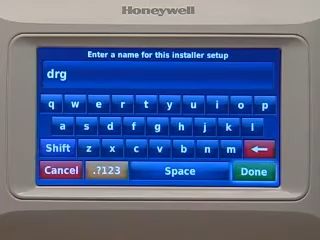 Honeywell
Enter a name for this installer setup
drg
q w e r t y u i o p
a s d f g h j k l
Shift z x c v b n m
Cancel .?123 Space Done